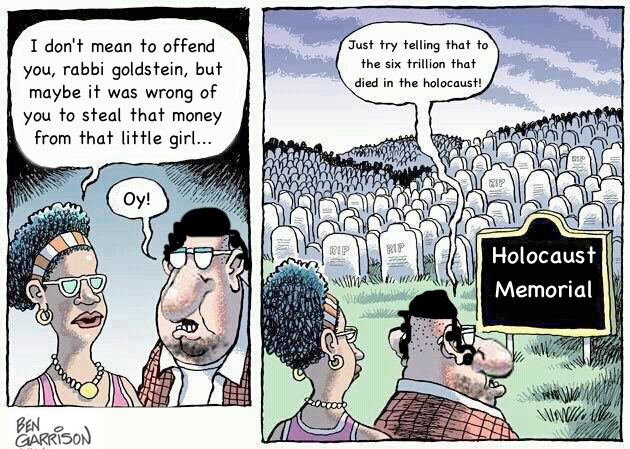 I don't mean to offend
you, rabbi goldstein, but
maybe it was wrong of
you to steal that money
from that little girl...
Oy!
Just try telling that to
the six trillion that
died in the holocaust!
RIP
RIP
RIP
RIP
Holocaust
Memorial
BEN
GARRISON